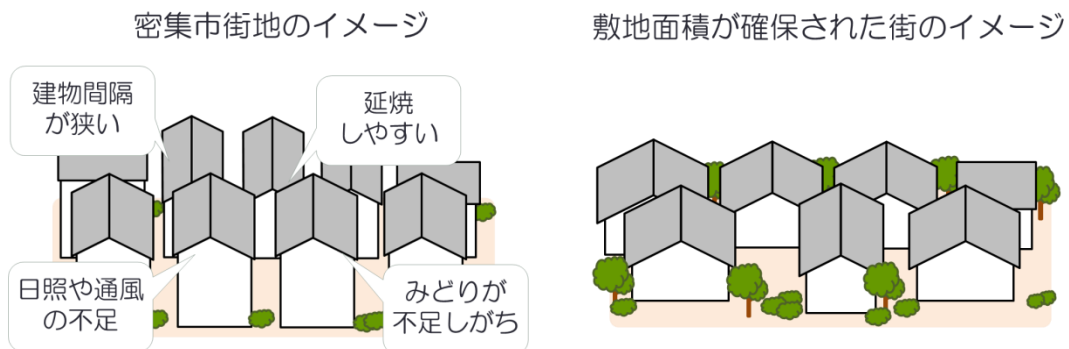 密集市街地のイメージ
敷地面積が確保された街のイメージ
建物間隔
が狭い
延焼
しやすい
日照や通風
の不足
みどりが
不足しがち